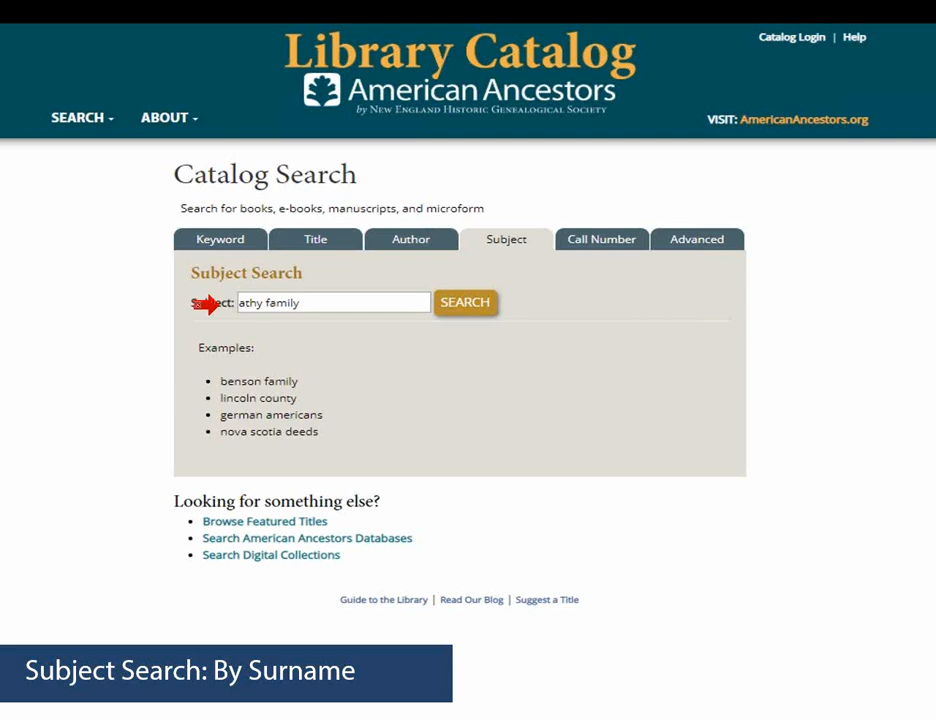 Catalog Login | Help
Library Catalog
American Ancestors
by NEW ENGLAND HISTORIC GENEALOGICAL SOCIETY
SEARCH ABOUT
VISIT: AmericanAncestors.org
Catalog Search
Search for books, e-books, manuscripts, and microform
Keyword Title Author Subject Call Number Advanced
Subject Search
Subject: athy family SEARCH
Examples:
• benson family
• lincoln county
• german americans
• nova scotia deeds
Looking for something else?
• Browse Featured Titles
• Search American Ancestors Databases
• Search Digital Collections
Guide to the Library | Read Our Blog | Suggest a Title
Subject Search: By Surname